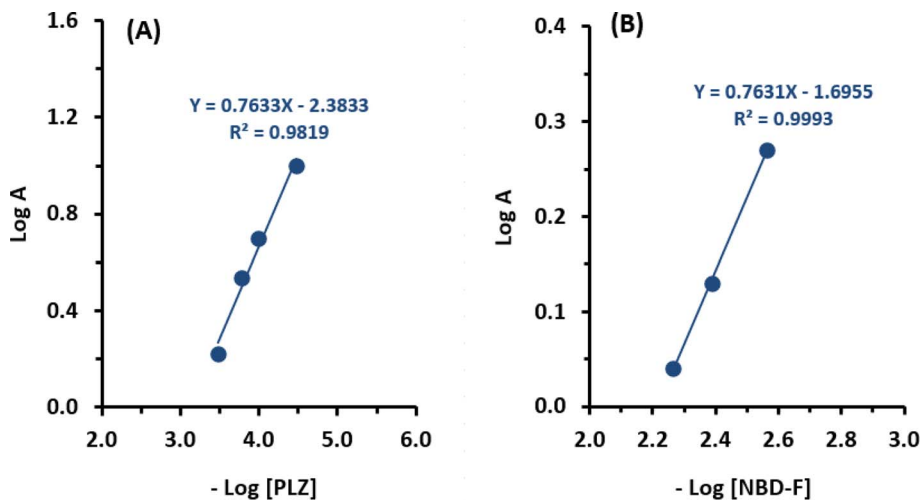 (A)
1.6
1.2
0.8
0.4
0.0
Log A
Y = 0.7633X - 2.3833
R² = 0.9819
2.0 3.0 4.0 5.0 6.0
- Log [PLZ]
(B)
0.4
0.3
0.2
0.1
0.0
Log A
Y = 0.7631X - 1.6955
R² = 0.9993
2.0 2.2 2.4 2.6 2.8 3.0
- Log [NBD-F]